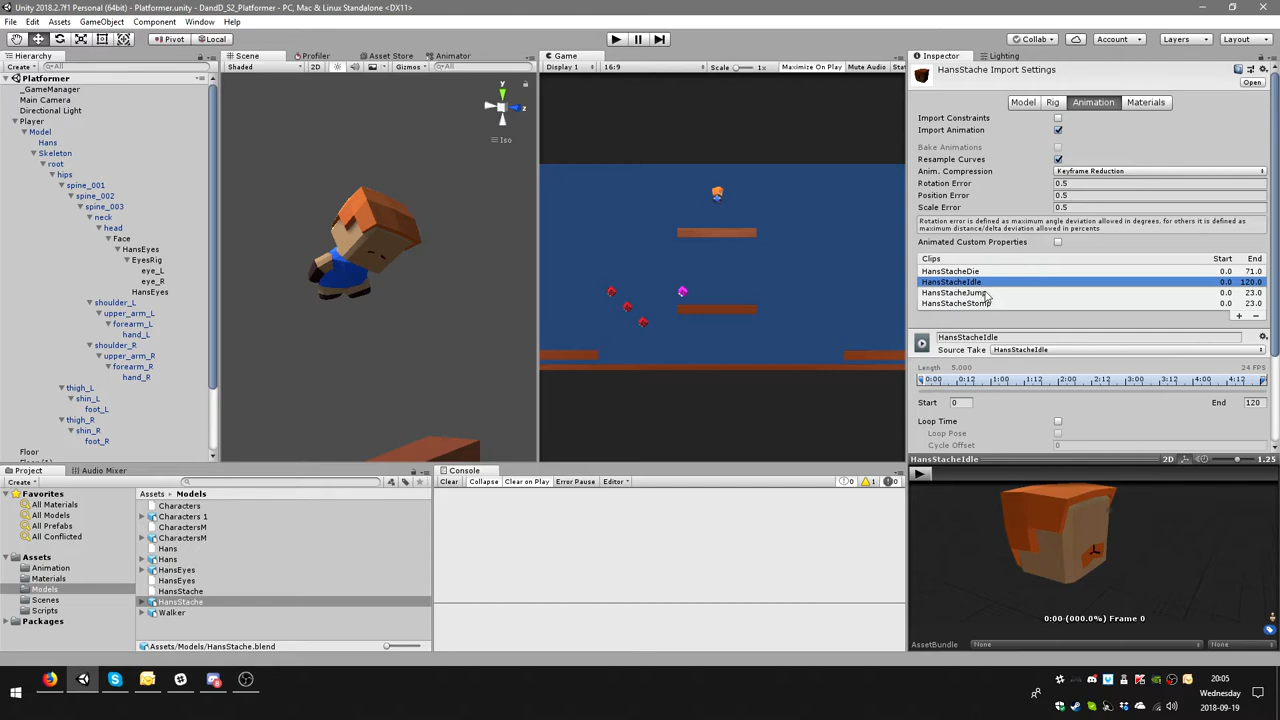 Unity 2018.2.7f1 Personal (64bit) - Platformer.unity - DandD_S2_Platformer - PC, Mac & Linux Standalone <DX11>
File Edit Assets GameObject Component Window Help
Pivot Local Collab Account Layers Layout
Hierarchy Scene Profiler Asset Store Animator Game Inspector Lighting
Create All Shaded 2D Gizmos All Display 1 16:9 Scale 1x Maximize On Play Mute Audio Stat
HansStache Import Settings
Open
Platformer
_GameManager
Main Camera
Directional Light
Player
Model
Hans
Skeleton
root
hips
spine_001
spine_002
spine_003
neck
head
Face
HansEyes
EyesRig
eye_L
eye_R
HansEyes
shoulder_L
upper_arm_L
forearm_L
hand_L
shoulder_R
upper_arm_R
forearm_R
hand_R
thigh_L
shin_L
foot_L
thigh_R
shin_R
foot_R
Floor
y
z
Iso
Model Rig Animation Materials
Import Constraints
Import Animation
Bake Animations
Resample Curves
Anim. Compression Keyframe Reduction
Rotation Error 0.5
Position Error 0.5
Scale Error 0.5
Rotation error is defined as maximum angle deviation allowed in degrees, for others it is defined as
maximum distance/delta deviation allowed in percents
Animated Custom Properties
Clips Start End
HansStacheDie 0.0 71.0
HansStacheIdle 0.0 120.0
HansStacheJump 0.0 23.0
HansStacheStomp 0.0 23.0
HansStacheIdle
Source Take HansStacheIdle
Length 5.000 24 FPS
0:00 0:12 1:00 1:12 2:00 2:12 3:00 3:12 4:00 4:12
Start 0 End 120
Loop Time
Loop Pose
Cycle Offset 0
HansStacheIdle 2D 1.25
0:00 (000.0%) Frame 0
AssetBundle None None
Project Audio Mixer
Create
Favorites
All Materials
All Models
All Prefabs
All Conflicted
Assets
Animation
Materials
Models
Scenes
Scripts
Packages
Assets Models
Characters
Characters 1
CharactersM
CharactersM
Hans
Hans
HansEyes
HansEyes
HansStache
HansStache
Walker
Assets/Models/HansStache.blend
Console
Clear Collapse Clear on Play Error Pause Editor 0 1 0
20:05
Wednesday
2018-09-19